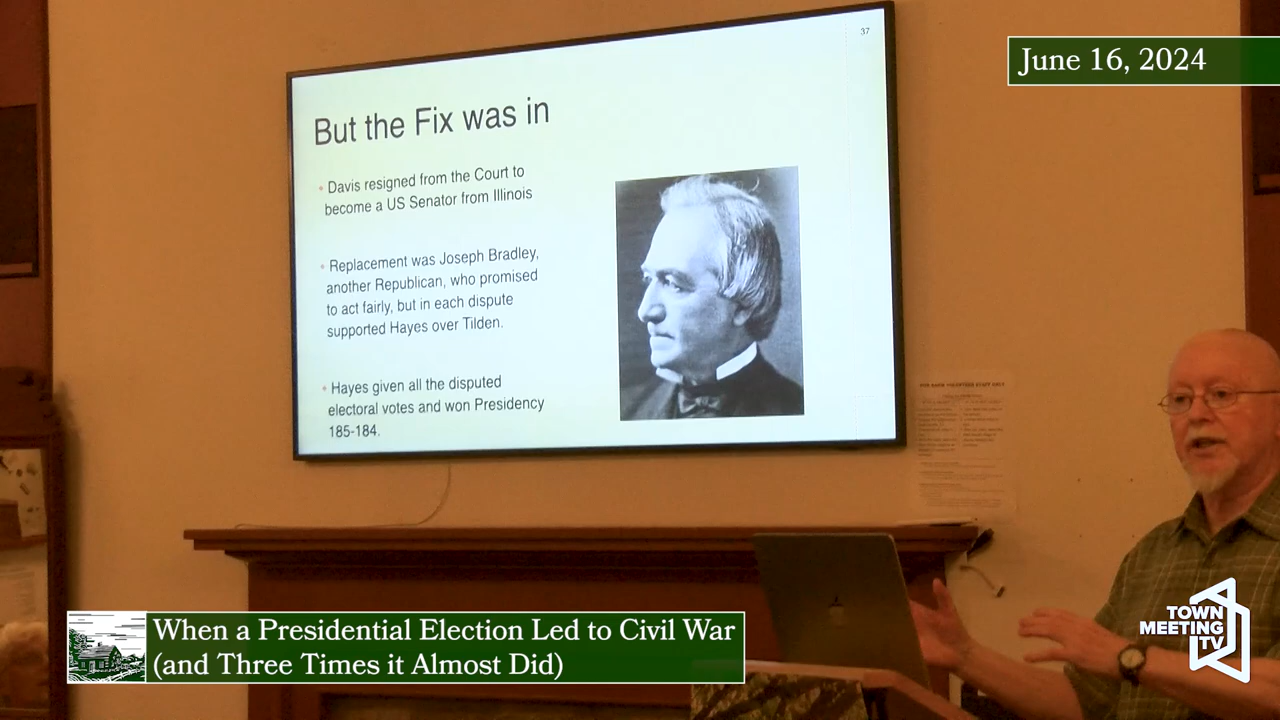 37
June 16, 2024
But the Fix was in
• Davis resigned from the Court to
become a US Senator from Illinois
• Replacement was Joseph Bradley,
another Republican, who promised
to act fairly, but in each dispute
supported Hayes over Tilden.
• Hayes given all the disputed
electoral votes and won Presidency
185-184.
When a Presidential Election Led to Civil War
(and Three Times it Almost Did)
TOWN
MEETING
TV